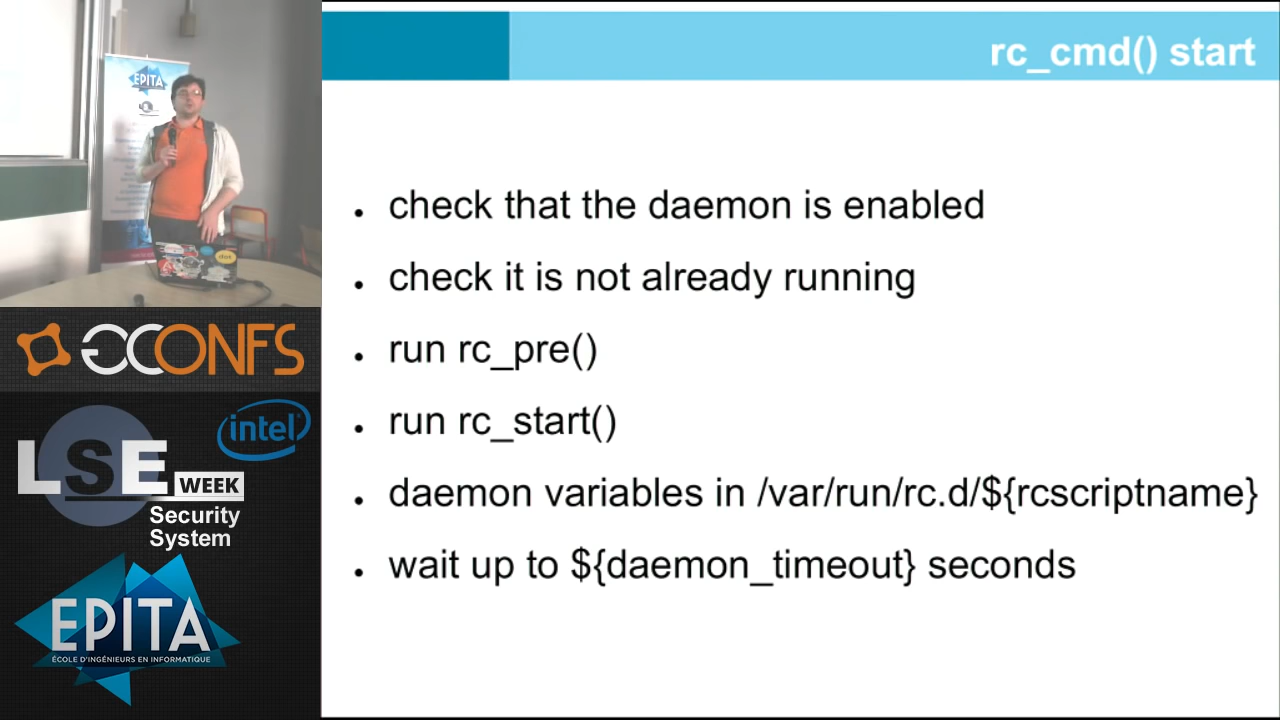 rc_cmd() start
check that the daemon is enabled
check it is not already running
run rc_pre()
run rc_start()
daemon variables in /var/run/rc.d/${rcscriptname}
wait up to ${daemon_timeout} seconds
EPITA
GCONFS
intel
LSE
WEEK
Security
System
EPITA
ÉCOLE D'INGÉNIEURS EN INFORMATIQUE